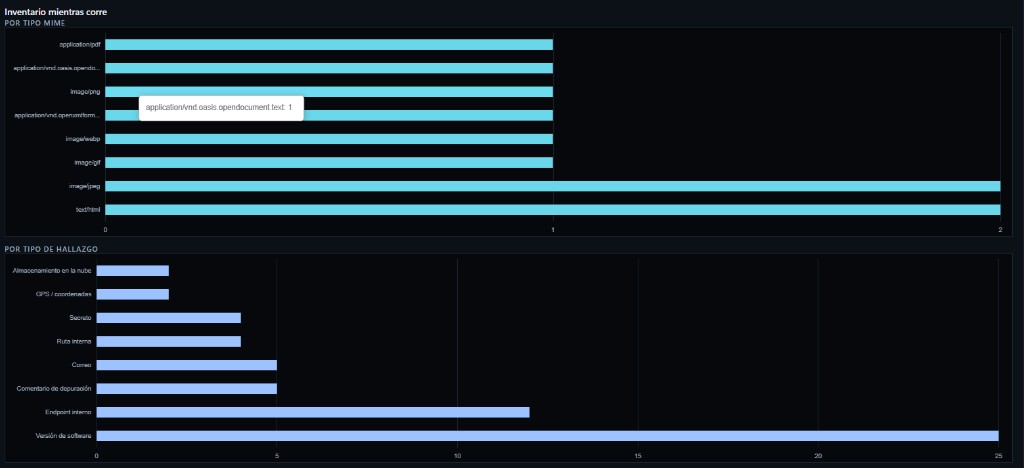 Inventario mientras corre
POR TIPO MIME
application/pdf
application/vnd.oasis.opendo...
image/png
application/vnd.oasis.opendocument.text: 1
application/vnd.openxmlform...
image/webp
image/gif
image/jpeg
text/html
0 1 2
POR TIPO DE HALLAZGO
Almacenamiento en la nube
GPS / coordenadas
Secreto
Ruta interna
Correo
Comentario de depuración
Endpoint interno
Versión de software
0 5 10 15 20 25